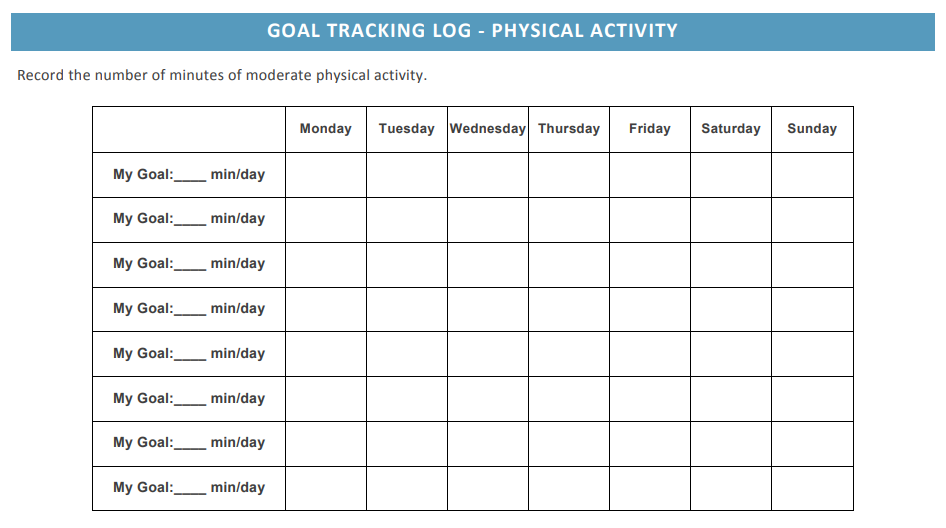 GOAL TRACKING LOG - PHYSICAL ACTIVITY
Record the number of minutes of moderate physical activity.
Monday Tuesday Wednesday Thursday Friday Saturday Sunday
My Goal:____ min/day
My Goal:____ min/day
My Goal:____ min/day
My Goal:____ min/day
My Goal:____ min/day
My Goal:____ min/day
My Goal:____ min/day
My Goal:____ min/day